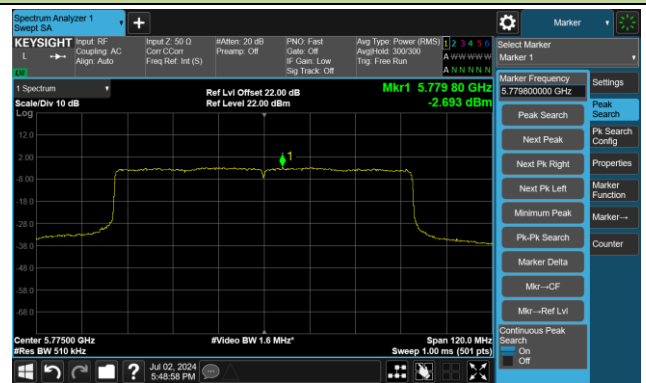 Spectrum Analyzer 1
Swept SA
+
Marker
KEYSIGHT Input: RF
Coupling: AC
Align: Auto
L
LW
Input Z: 50 Ω
Corr CCorr
Freq Ref: Int (S)
#Atten: 20 dB
Preamp: Off
PNO: Fast
Gate: Off
IF Gain: Low
Sig Track: Off
Avg Type: Power (RMS)
Avg|Hold: 300/300
Trig: Free Run
1 2 3 4 5 6
A W W W W W
A N N N N N
Select Marker
Marker 1
1 Spectrum
Scale/Div 10 dB
Log
Ref Lvl Offset 22.00 dB
Ref Level 22.00 dBm
Mkr1 5.779 80 GHz
-2.693 dBm
12.0
2.00
-8.00
-18.0
-28.0
-38.0
-48.0
-58.0
-68.0
1
Center 5.77500 GHz
#Res BW 510 kHz
#Video BW 1.6 MHz*
Span 120.0 MHz
Sweep 1.00 ms (501 pts)
Marker Frequency
5.779800000 GHz
Peak Search
Next Peak
Next Pk Right
Next Pk Left
Minimum Peak
Pk-Pk Search
Marker Delta
Mkr→CF
Mkr→Ref Lvl
Continuous Peak
Search
On
Off
Settings
Peak
Search
Pk Search
Config
Properties
Marker
Function
Marker→
Counter
?
Jul 02, 2024
5:48:58 PM